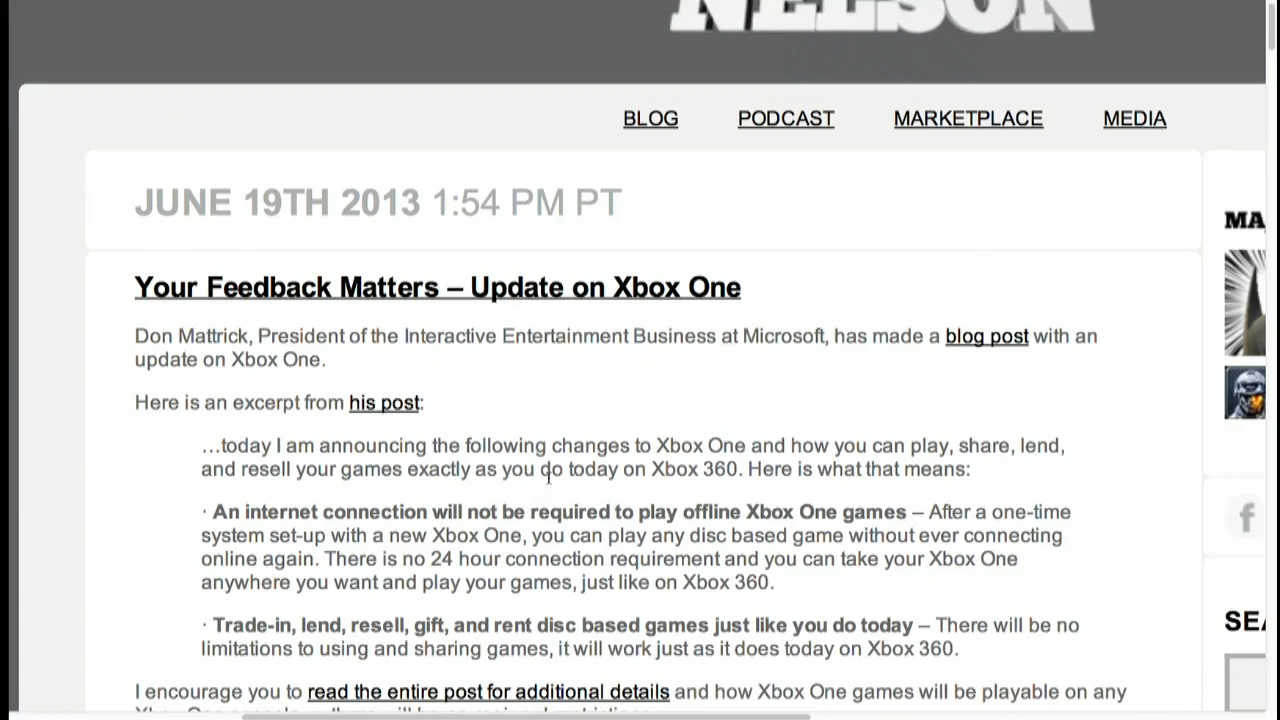 NELSON
BLOG PODCAST MARKETPLACE MEDIA
JUNE 19TH 2013 1:54 PM PT
Your Feedback Matters – Update on Xbox One
Don Mattrick, President of the Interactive Entertainment Business at Microsoft, has made a blog post with an
update on Xbox One.
Here is an excerpt from his post:
…today I am announcing the following changes to Xbox One and how you can play, share, lend,
and resell your games exactly as you do today on Xbox 360. Here is what that means:
· An internet connection will not be required to play offline Xbox One games – After a one-time
system set-up with a new Xbox One, you can play any disc based game without ever connecting
online again. There is no 24 hour connection requirement and you can take your Xbox One
anywhere you want and play your games, just like on Xbox 360.
· Trade-in, lend, resell, gift, and rent disc based games just like you do today – There will be no
limitations to using and sharing games, it will work just as it does today on Xbox 360.
I encourage you to read the entire post for additional details and how Xbox One games will be playable on any
MA
f
SEA